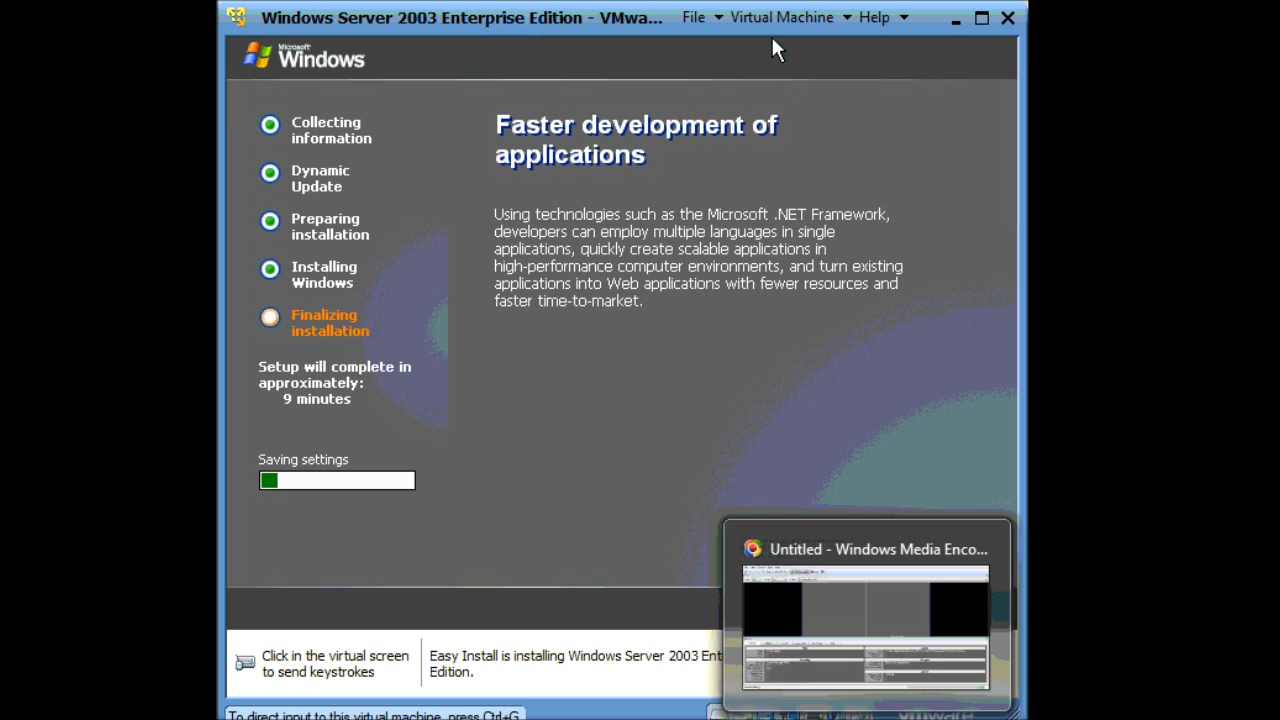 Windows Server 2003 Enterprise Edition - VMwa... File Virtual Machine Help
Microsoft
Windows
Collecting
information
Dynamic
Update
Preparing
installation
Installing
Windows
Finalizing
installation
Setup will complete in
approximately:
9 minutes
Saving settings
Faster development of
applications
Using technologies such as the Microsoft .NET Framework,
developers can employ multiple languages in single
applications, quickly create scalable applications in
high-performance computer environments, and turn existing
applications into Web applications with fewer resources and
faster time-to-market.
Untitled - Windows Media Enco...
Click in the virtual screen
to send keystrokes
Easy Install is installing Windows Server 2003 Ent
Edition.
To direct input to this virtual machine, press Ctrl+G.
vmware